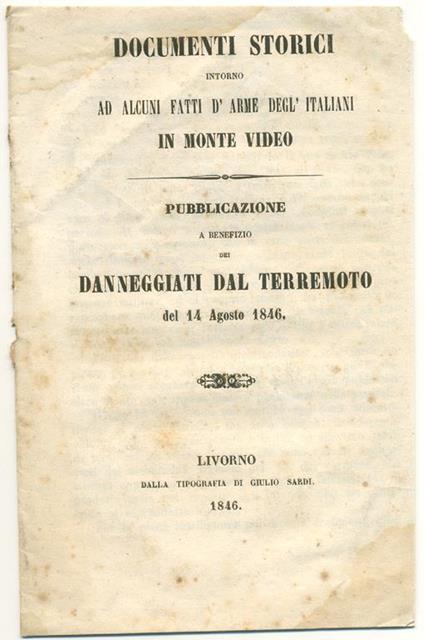 DOCUMENTI STORICI
INTORNO
AD ALCUNI FATTI D' ARME DEGL' ITALIANI
IN MONTE VIDEO
PUBBLICAZIONE
A BENEFIZIO
DEI
DANNEGGIATI DAL TERREMOTO
del 14 Agosto 1846.
LIVORNO
DALLA TIPOGRAFIA DI GIULIO SARDI.
1846.